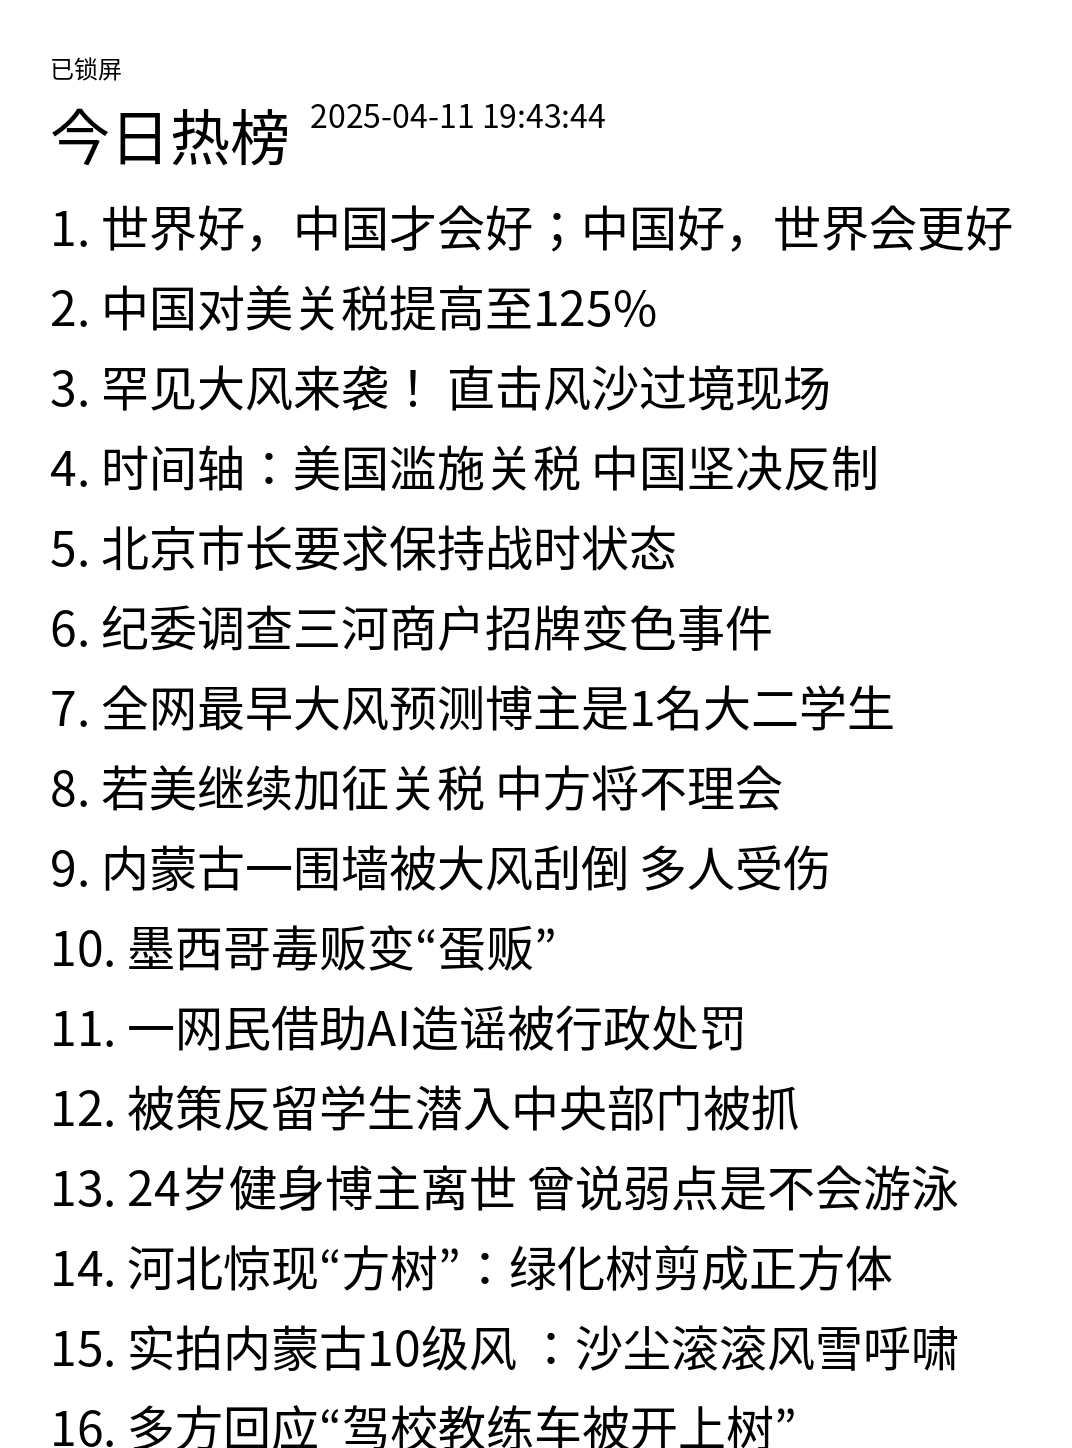 已锁屏
今日热榜 2025-04-11 19:43:44
1. 世界好，中国才会好；中国好，世界会更好
2. 中国对美关税提高至125%
3. 罕见大风来袭！ 直击风沙过境现场
4. 时间轴：美国滥施关税 中国坚决反制
5. 北京市长要求保持战时状态
6. 纪委调查三河商户招牌变色事件
7. 全网最早大风预测博主是1名大二学生
8. 若美继续加征关税 中方将不理会
9. 内蒙古一围墙被大风刮倒 多人受伤
10. 墨西哥毒贩变“蛋贩”
11. 一网民借助AI造谣被行政处罚
12. 被策反留学生潜入中央部门被抓
13. 24岁健身博主离世 曾说弱点是不会游泳
14. 河北惊现“方树”：绿化树剪成正方体
15. 实拍内蒙古10级风 ：沙尘滚滚风雪呼啸
16. 多方回应“驾校教练车被开上树”